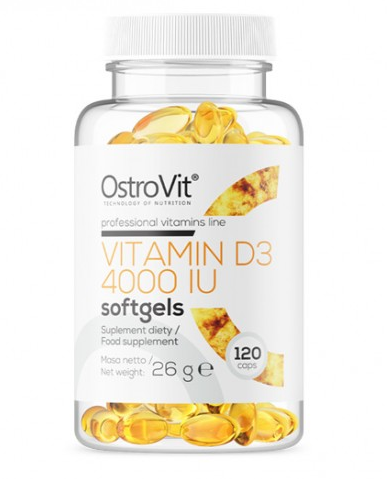 OstroVit®
TECHNOLOGY OF NUTRITION
professional vitamins line
VITAMIN D3
4000 IU
softgels
Suplement diety /
Food supplement
Masa netto /
Net weight: 26 g ℮
120
caps